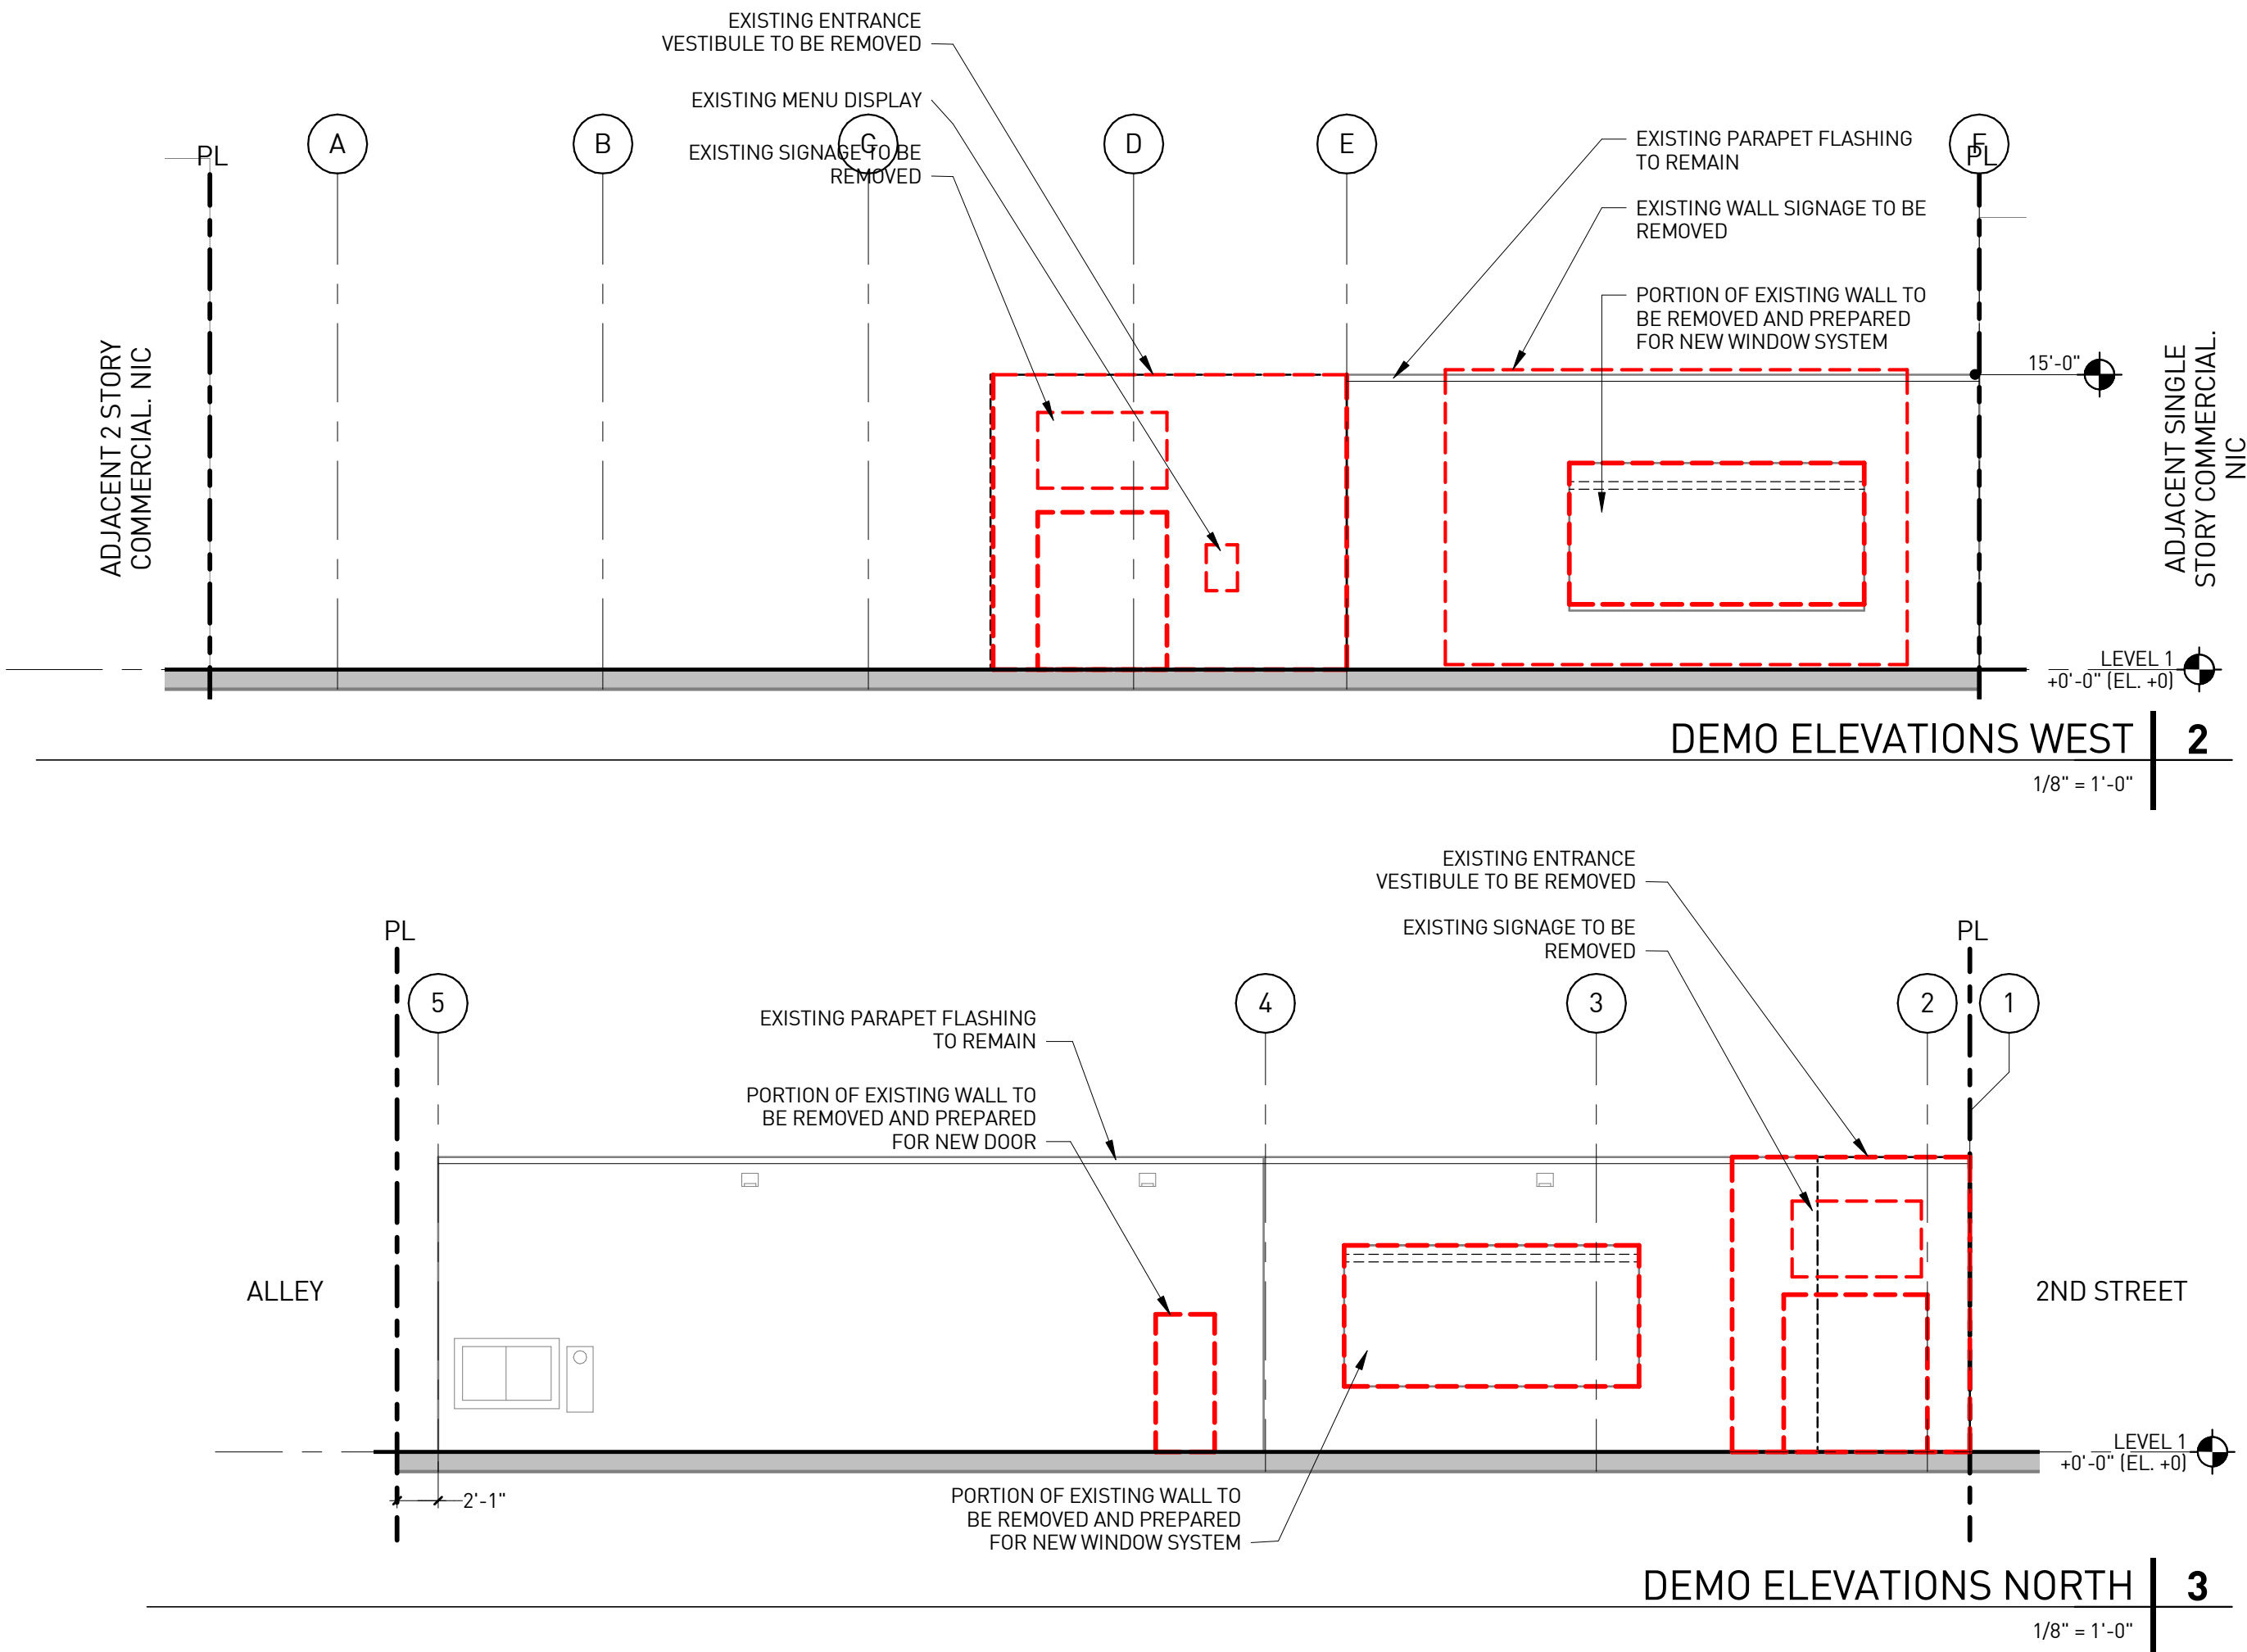 EXISTING ENTRANCE
VESTIBULE TO BE REMOVED
EXISTING MENU DISPLAY
EXISTING SIGNAGE TO BE
REMOVED
PL
A
B
C
D
E
F
PL
EXISTING PARAPET FLASHING
TO REMAIN
EXISTING WALL SIGNAGE TO BE
REMOVED
PORTION OF EXISTING WALL TO
BE REMOVED AND PREPARED
FOR NEW WINDOW SYSTEM
ADJACENT 2 STORY
COMMERCIAL. NIC
15'-0"
ADJACENT SINGLE
STORY COMMERCIAL.
NIC
LEVEL 1
+0'-0" (EL. +0)
DEMO ELEVATIONS WEST
2
1/8" = 1'-0"
EXISTING ENTRANCE
VESTIBULE TO BE REMOVED
EXISTING SIGNAGE TO BE
REMOVED
PL
PL
5
4
3
2
1
EXISTING PARAPET FLASHING
TO REMAIN
PORTION OF EXISTING WALL TO
BE REMOVED AND PREPARED
FOR NEW DOOR
ALLEY
2ND STREET
LEVEL 1
+0'-0" (EL. +0)
2'-1"
PORTION OF EXISTING WALL TO
BE REMOVED AND PREPARED
FOR NEW WINDOW SYSTEM
DEMO ELEVATIONS NORTH
3
1/8" = 1'-0"